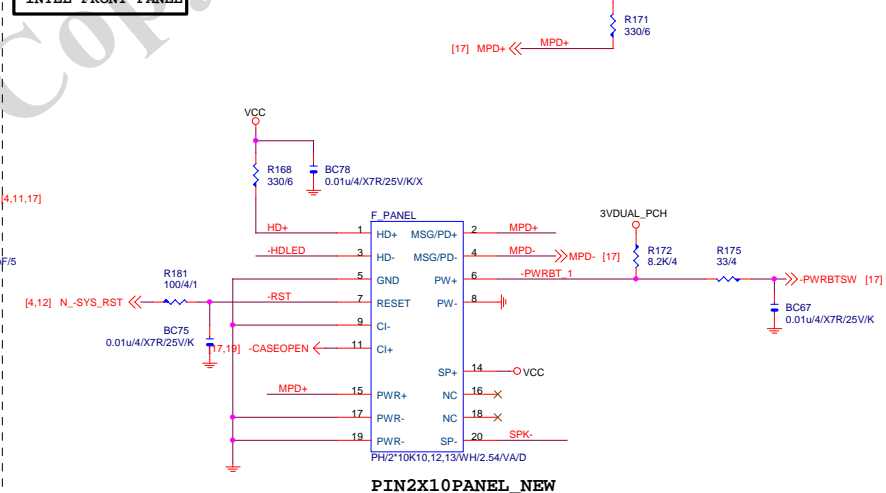 INTEL FRONT PANEL
Cop
R171
330/6
[17] MPD+ MPD+
VCC
R168
330/6
BC78
0.01u/4/X7R/25V/K/X
[4,11,17]
F_PANEL
3VDUAL_PCH
HD+ 1 HD+ MSG/PD+ 2 MPD+
-HDLED 3 HD- MSG/PD- 4 MPD- MPD- [17]
R172
8.2K/4
R175
33/4
F/5
R181
100/4/1
5 GND PW+ 6 -PWRBT_1
-PWRBTSW [17]
[4,12] N_-SYS_RST -RST 7 RESET PW- 8
BC67
0.01u/4/X7R/25V/K
9 CI-
BC75
0.01u/4/X7R/25V/K
[17,19] -CASEOPEN 11 CI+
SP+ 14 VCC
MPD+ 15 PWR+ NC 16
17 PWR- NC 18
19 PWR- SP- 20 SPK-
PH/2*10K10,12,13/WH/2.54/VA/D
PIN2X10PANEL_NEW